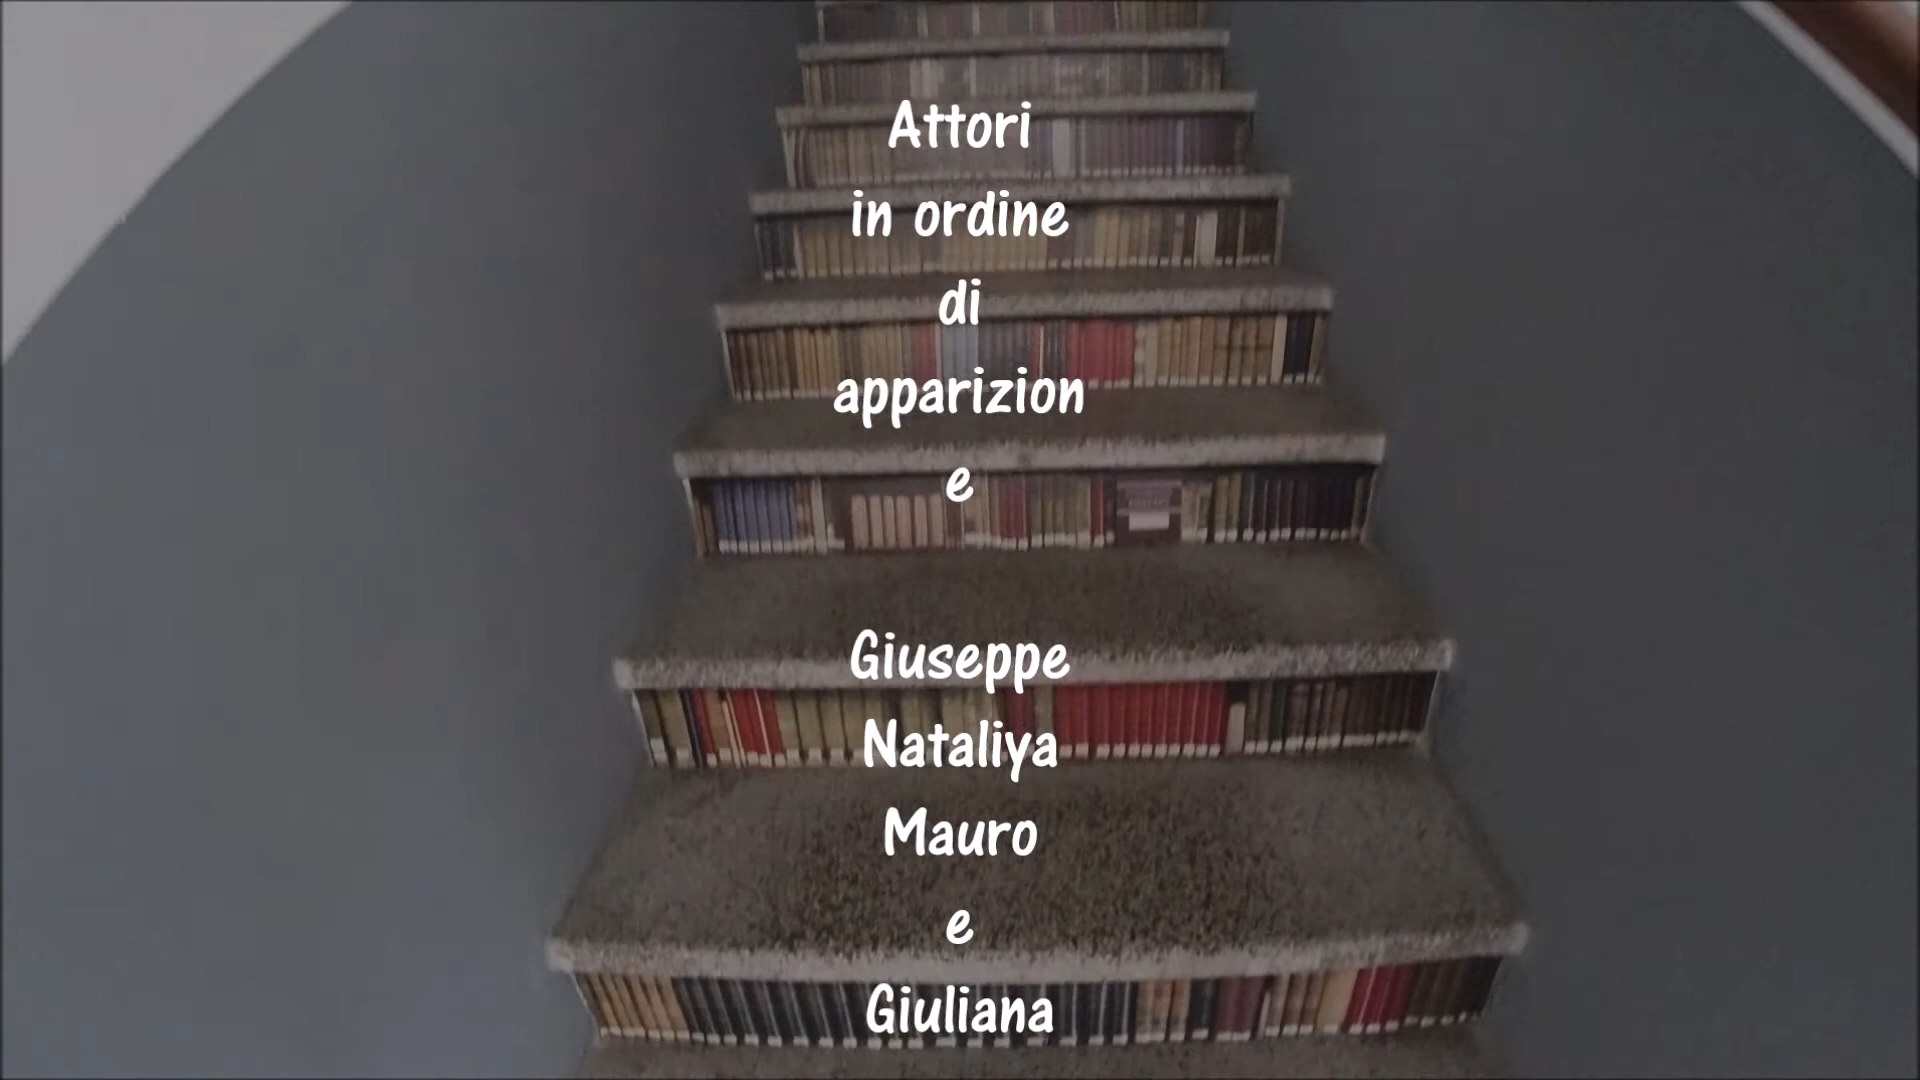 Attori
in ordine
di
apparizion
e
Giuseppe
Nataliya
Mauro
e
Giuliana